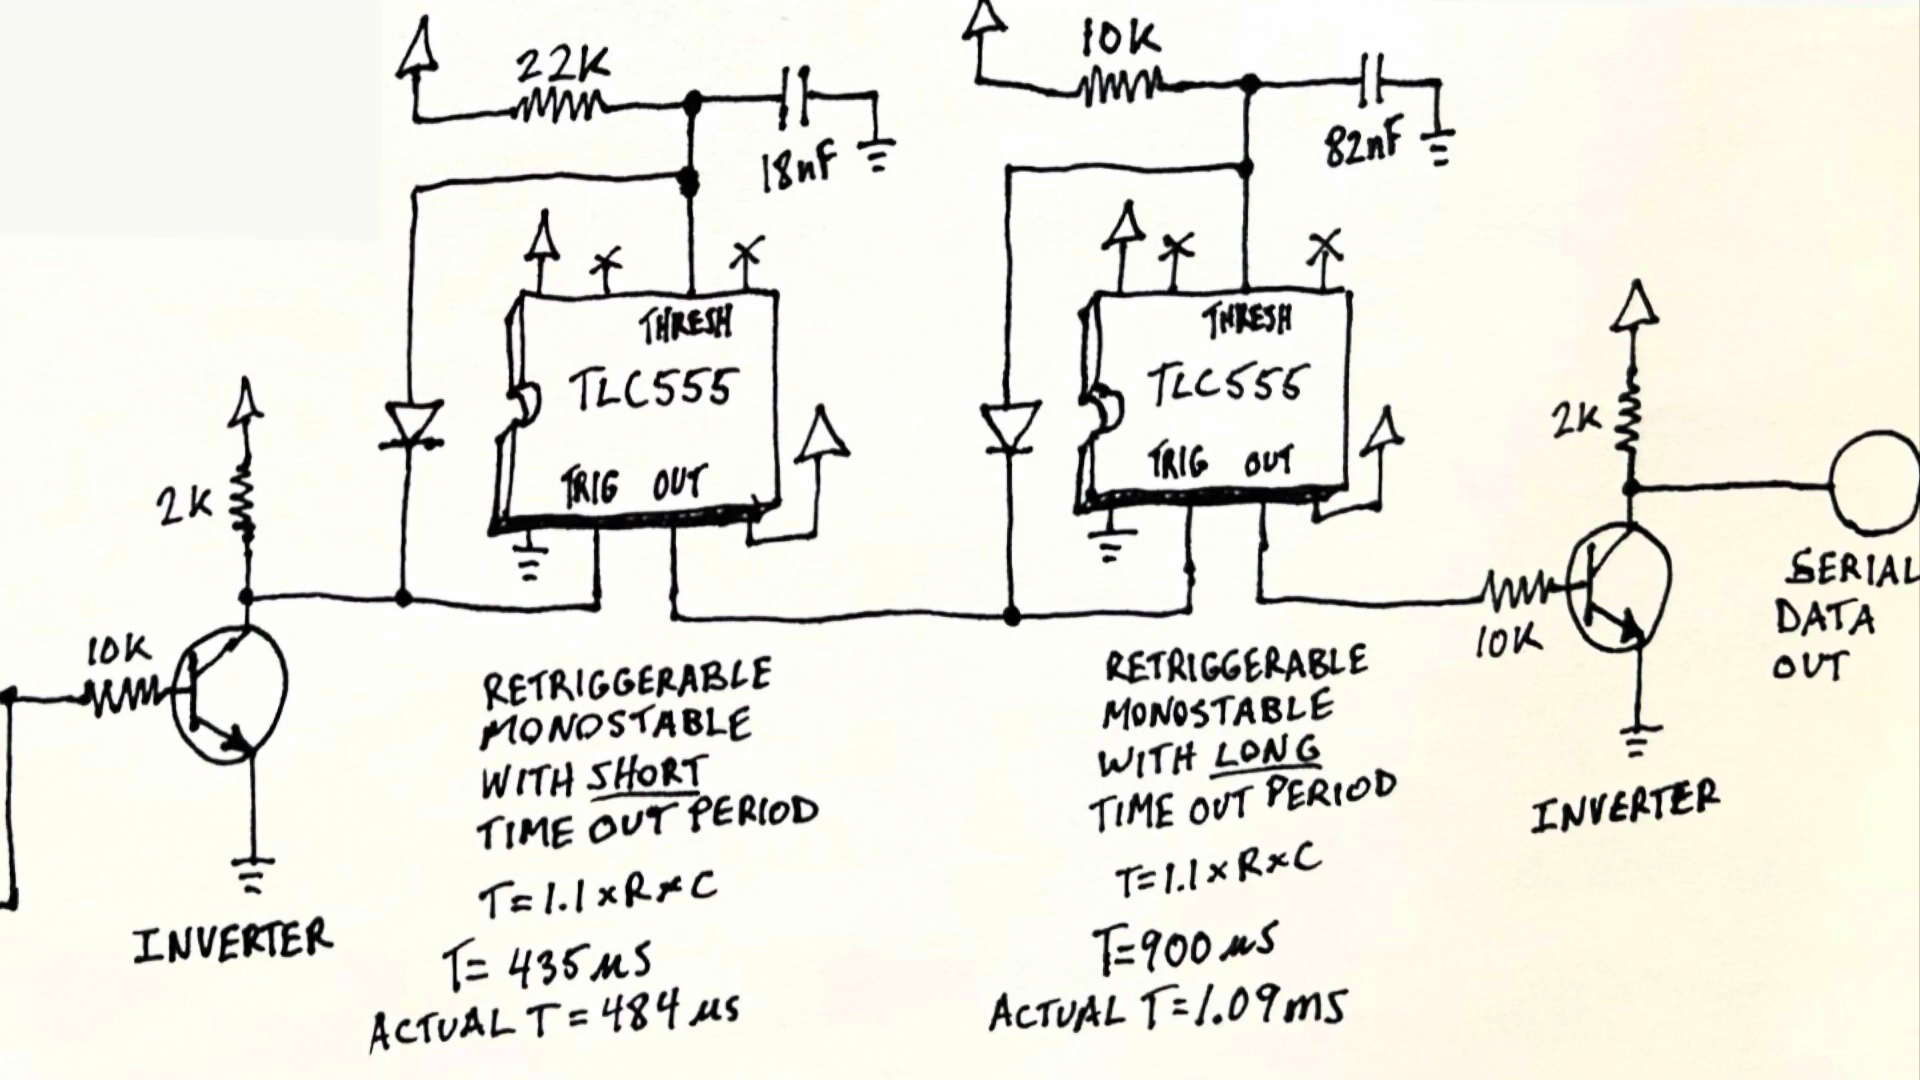 22K
18nF
10K
82nF
THRESH
TLC555
TRIG OUT
THRESH
TLC555
TRIG OUT
2K
10K
INVERTER
RETRIGGERABLE
MONOSTABLE
WITH SHORT
TIME OUT PERIOD
T=1.1×R×C
T=435μS
ACTUAL T=484μs
RETRIGGERABLE
MONOSTABLE
WITH LONG
TIME OUT PERIOD
T=1.1×R×C
T=900μS
ACTUAL T=1.09mS
2K
10K
INVERTER
SERIAL
DATA
OUT